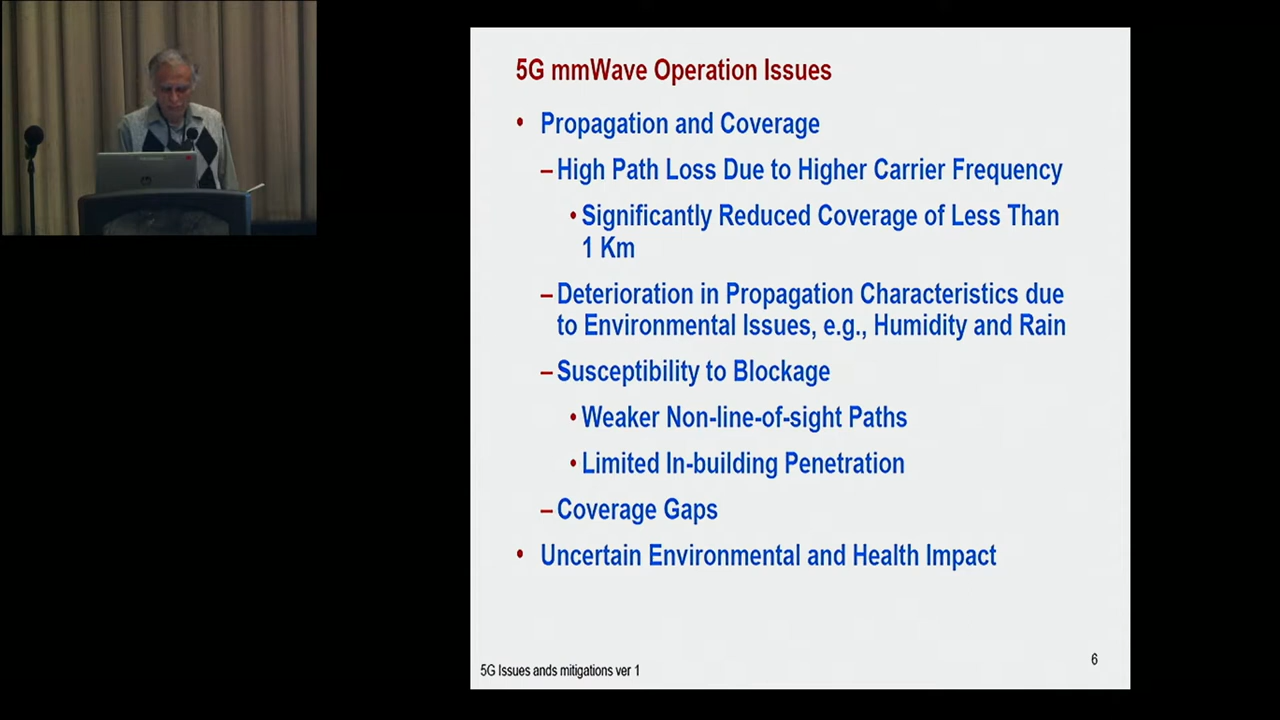 5G mmWave Operation Issues
• Propagation and Coverage
–High Path Loss Due to Higher Carrier Frequency
•Significantly Reduced Coverage of Less Than
1 Km
–Deterioration in Propagation Characteristics due
to Environmental Issues, e.g., Humidity and Rain
–Susceptibility to Blockage
•Weaker Non-line-of-sight Paths
•Limited In-building Penetration
–Coverage Gaps
• Uncertain Environmental and Health Impact
6
5G Issues ands mitigations ver 1